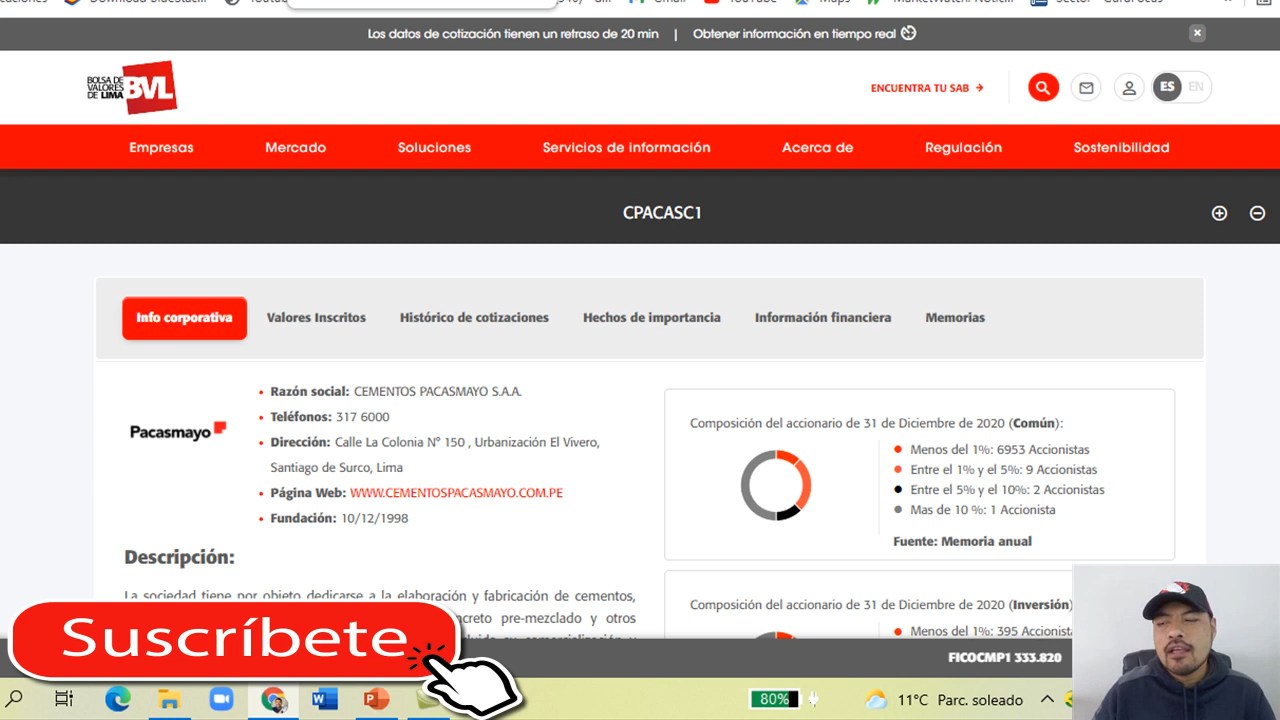 Gmail
YouTube
Maps
Los datos de cotización tienen un retraso de 20 min | Obtener información en tiempo real
BOLSA DE
VALORES
DE LIMA
BVL
ENCUENTRA TU SAB
ES EN
Empresas Mercado Soluciones Servicios de información Acerca de Regulación Sostenibilidad
CPACASC1
Info corporativa Valores Inscritos Histórico de cotizaciones Hechos de importancia Información financiera Memorias
Pacasmayo
• Razón social: CEMENTOS PACASMAYO S.A.A.
• Teléfonos: 317 6000
• Dirección: Calle La Colonia N° 150 , Urbanización El Vivero,
Santiago de Surco, Lima
• Página Web: WWW.CEMENTOSPACASMAYO.COM.PE
• Fundación: 10/12/1998
Descripción:
La sociedad tiene por objeto dedicarse a la elaboración y fabricación de cementos,
pre-mezclado y otros
Composición del accionario de 31 de Diciembre de 2020 (Común):
Menos del 1%: 6953 Accionistas
Entre el 1% y el 5%: 9 Accionistas
Entre el 5% y el 10%: 2 Accionistas
Mas de 10 %: 1 Accionista
Fuente: Memoria anual
Composición del accionario de 31 de Diciembre de 2020 (Inversión)
Menos del 1%: 395 Accionista
FICOCMP1 333.820
Suscríbete
80%
11°C Parc. soleado